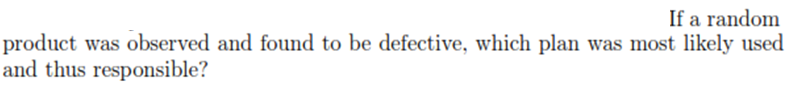 If a random
product was observed and found to be defective, which plan was most likely used
and thus responsible?